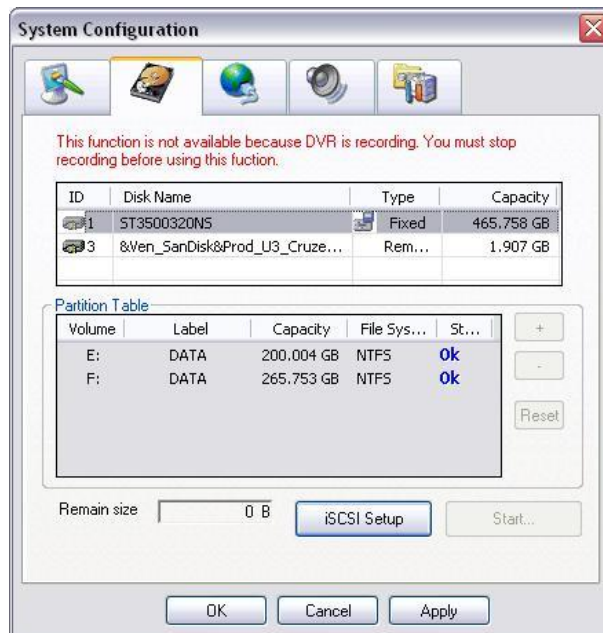 System Configuration
This function is not available because DVR is recording. You must stop
recording before using this fuction.
ID Disk Name Type Capacity
1 ST3500320NS Fixed 465.758 GB
3 &Ven_SanDisk&Prod_U3_Cruze... Rem... 1.907 GB
Partition Table
Volume Label Capacity File Sys... St...
E: DATA 200.004 GB NTFS Ok
F: DATA 265.753 GB NTFS Ok
+
-
Reset
Remain size 0 B iSCSI Setup Start...
OK Cancel Apply